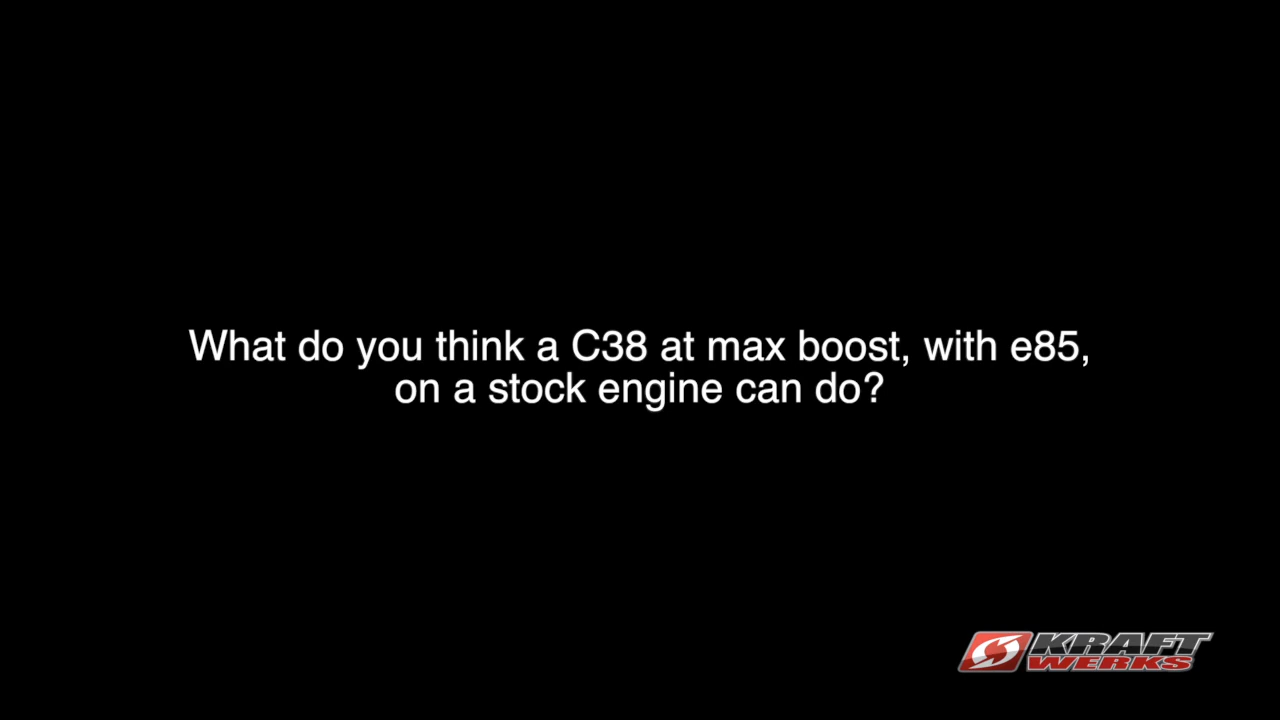 What do you think a C38 at max boost, with e85,
on a stock engine can do?
KRAFT
WERKS